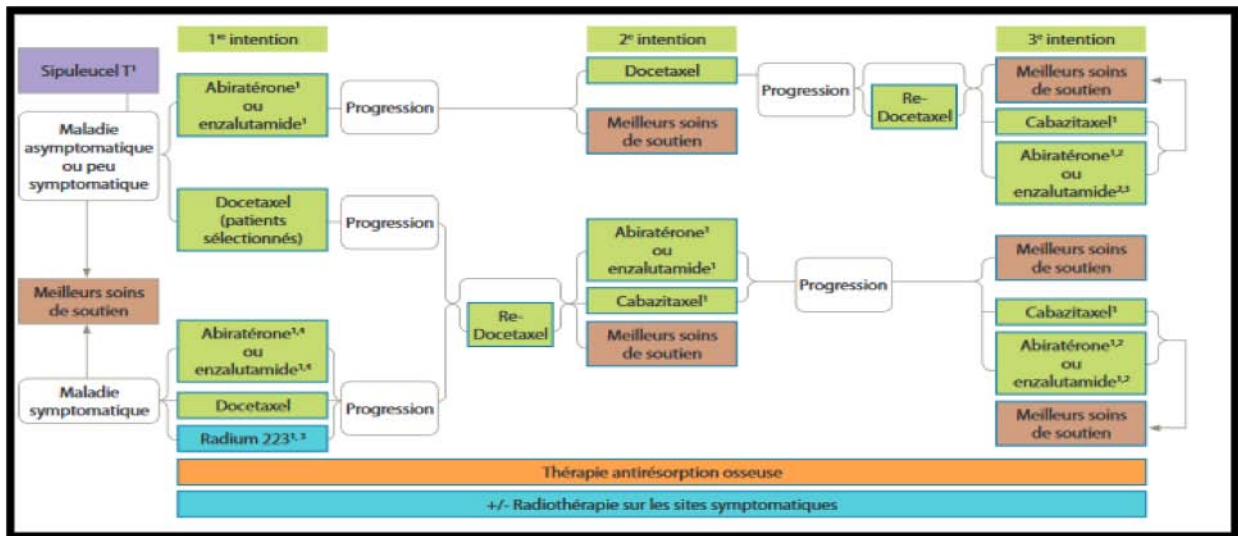 1re intention
2e intention
3e intention
Sipuleucel T¹
Maladie
asymptomatique
ou peu
symptomatique
Meilleurs soins
de soutien
Maladie
symptomatique
Abiratérone¹
ou
enzalutamide¹
Progression
Docetaxel
(patients
sélectionnés)
Progression
Abiratérone¹,⁴
ou
enzalutamide¹,⁴
Docetaxel
Radium 223¹, ³
Progression
Re-
Docetaxel
Docetaxel
Meilleurs soins
de soutien
Progression
Re-
Docetaxel
Abiratérone¹
ou
enzalutamide¹
Cabazitaxel¹
Meilleurs soins
de soutien
Progression
Meilleurs soins
de soutien
Cabazitaxel¹
Abiratérone¹,²
ou
enzalutamide²,³
Meilleurs soins
de soutien
Cabazitaxel¹
Abiratérone¹,²
ou
enzalutamide¹,²
Meilleurs soins
de soutien
Thérapie antirésorption osseuse
+/- Radiothérapie sur les sites symptomatiques